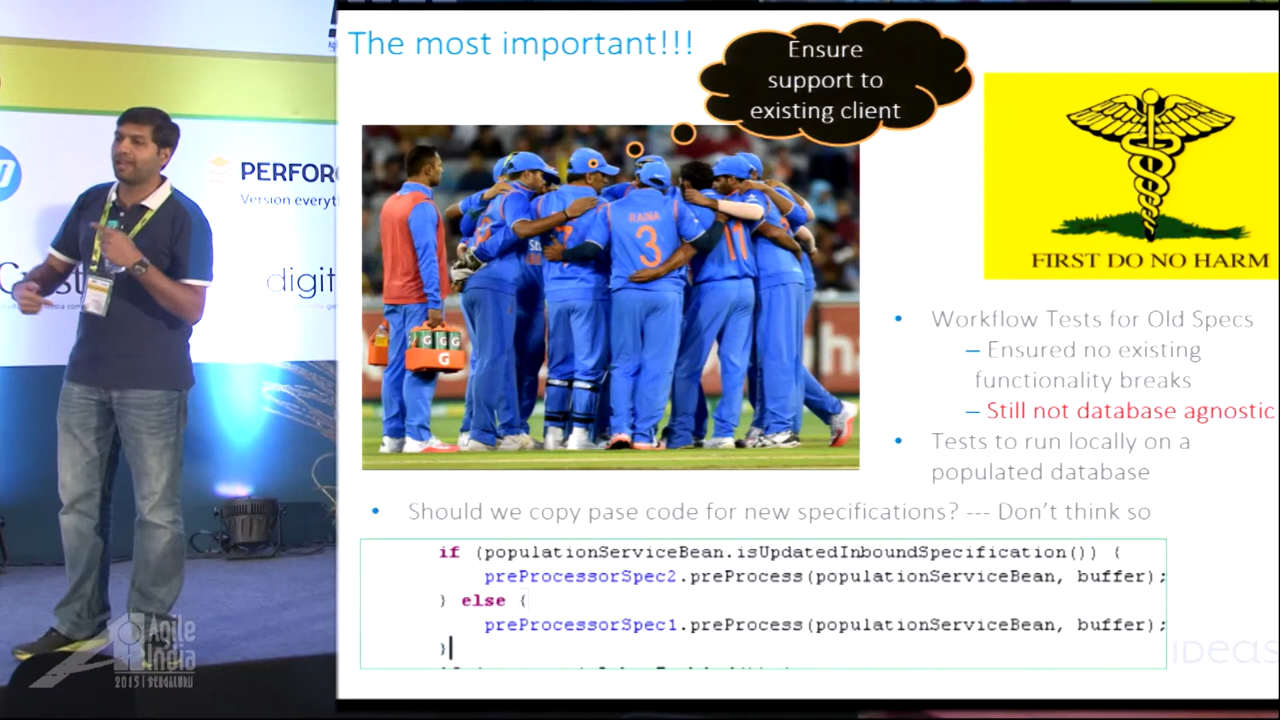 The most important!!!
Ensure
support to
existing client
PERFOR
Version everyt
digit
RAINA
3
11
G
G
FIRST DO NO HARM
• Workflow Tests for Old Specs
– Ensured no existing
functionality breaks
– Still not database agnostic
• Tests to run locally on a
populated database
• Should we copy pase code for new specifications? --- Don't think so
if (populationServiceBean.isUpdatedInboundSpecification()) {
preProcessorSpec2.preProcess(populationServiceBean, buffer);
} else {
preProcessorSpec1.preProcess(populationServiceBean, buffer);
}
ideas
Agile
India
2015 | BENGALURU